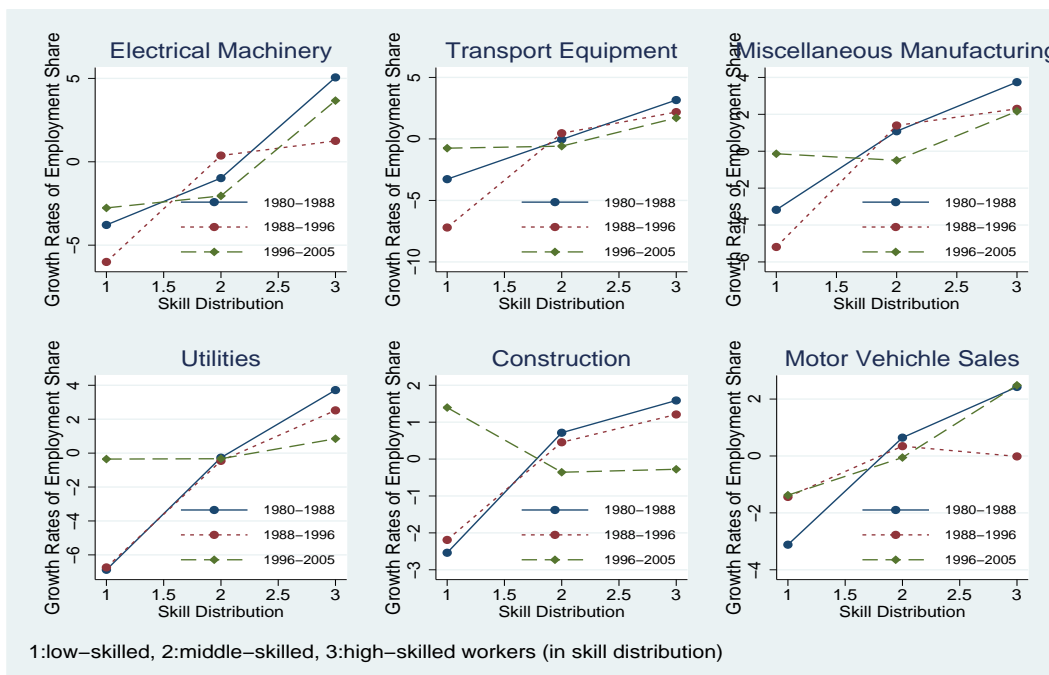 Electrical Machinery
Growth Rates of Employment Share
5
0
−5
1 1.5 2 2.5 3
Skill Distribution
1980−1988
1988−1996
1996−2005
Transport Equipment
Growth Rates of Employment Share
5
0
−5
−10
1 1.5 2 2.5 3
Skill Distribution
1980−1988
1988−1996
1996−2005
Miscellaneous Manufacturing
Growth Rates of Employment Share
4
2
0
−2
−4
−6
1 1.5 2 2.5 3
Skill Distribution
1980−1988
1988−1996
1996−2005
Utilities
Growth Rates of Employment Share
4
2
0
−2
−4
−6
1 1.5 2 2.5 3
Skill Distribution
1980−1988
1988−1996
1996−2005
Construction
Growth Rates of Employment Share
2
1
0
−1
−2
−3
1 1.5 2 2.5 3
Skill Distribution
1980−1988
1988−1996
1996−2005
Motor Vehichle Sales
Growth Rates of Employment Share
2
0
−2
−4
1 1.5 2 2.5 3
Skill Distribution
1980−1988
1988−1996
1996−2005
1:low−skilled, 2:middle−skilled, 3:high−skilled workers (in skill distribution)